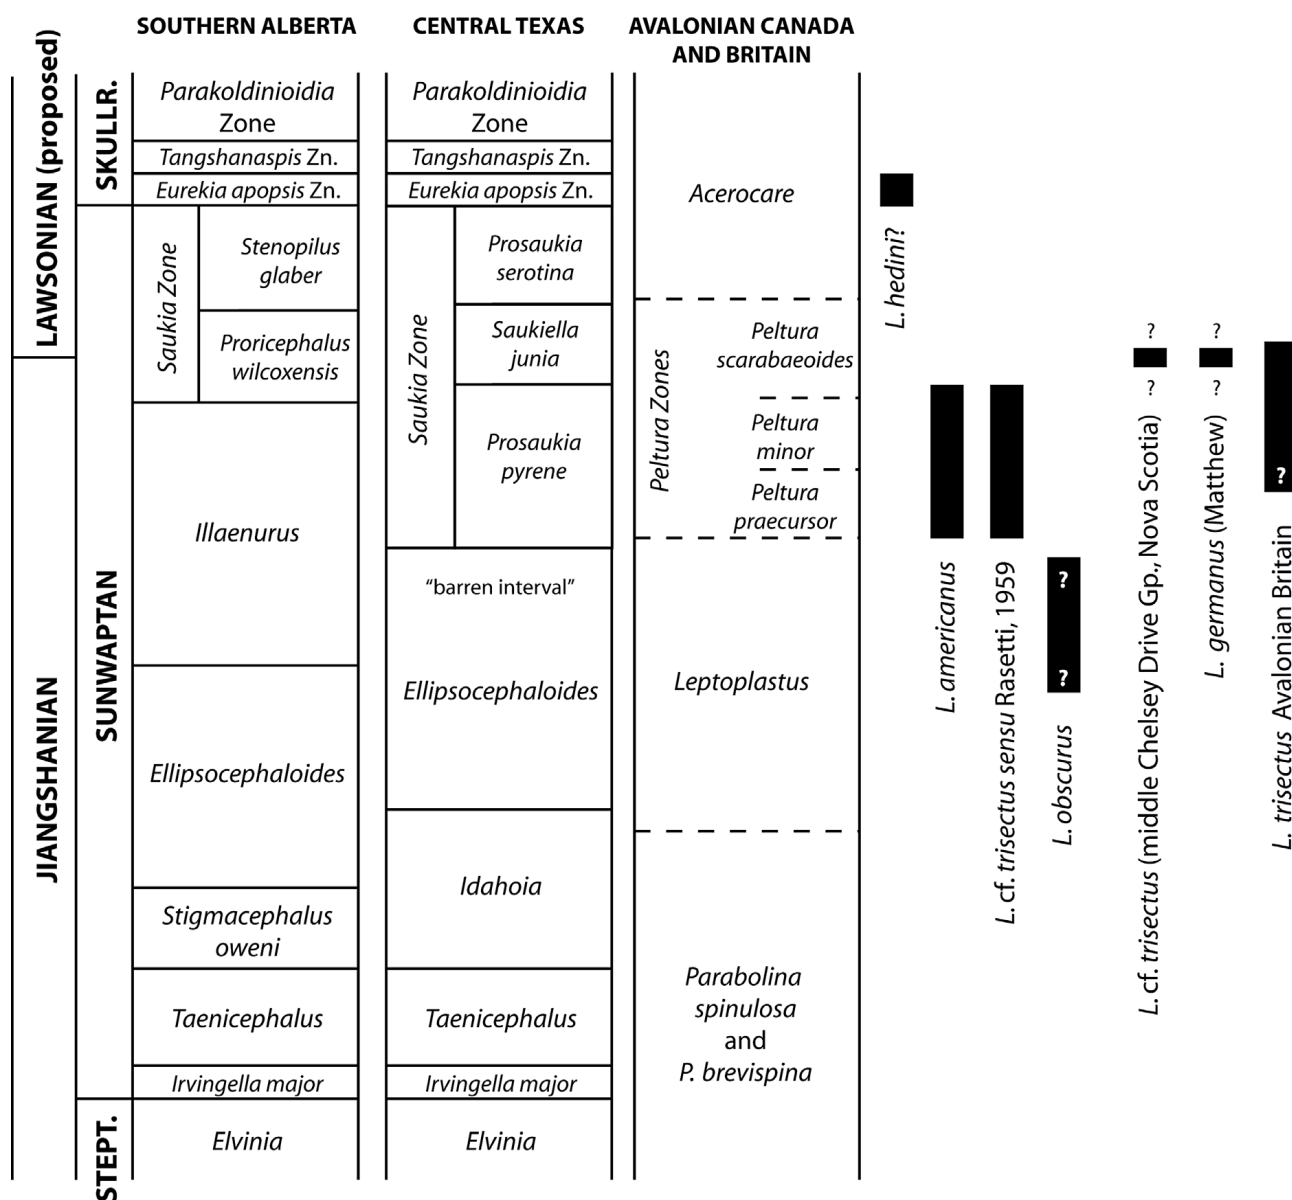 SOUTHERN ALBERTA
CENTRAL TEXAS
AVALONIAN CANADA
AND BRITAIN
LAWSONIAN (proposed)
JIANGSHANIAN
SKULLR.
SUNWAPTAN
STEPT.
Parakoldinioidia
Zone
Tangshanaspis Zn.
Eurekia apopsis Zn.
Saukia Zone
Stenopilus
glaber
Proricephalus
wilcoxensis
Illaenurus
Ellipsocephaloides
Stigmacephalus
oweni
Taenicephalus
Irvingella major
Elvinia
Parakoldinioidia
Zone
Tangshanaspis Zn.
Eurekia apopsis Zn.
Saukia Zone
Prosaukia
serotina
Saukiella
junia
Prosaukia
pyrene
“barren interval”
Ellipsocephaloides
Idahoia
Taenicephalus
Irvingella major
Elvinia
Acerocare
Peltura Zones
Peltura
scarabaeoides
Peltura
minor
Peltura
praecursor
Leptoplastus
Parabolina
spinulosa
and
P. brevispina
L. hedini?
L. americanus
L. cf. trisectus sensu Rasetti, 1959
?
?
L. obscurus
?
?
L. cf. trisectus (middle Chelsey Drive Gp., Nova Scotia)
?
?
L. germanus (Matthew)
?
L. trisectus Avalonian Britain